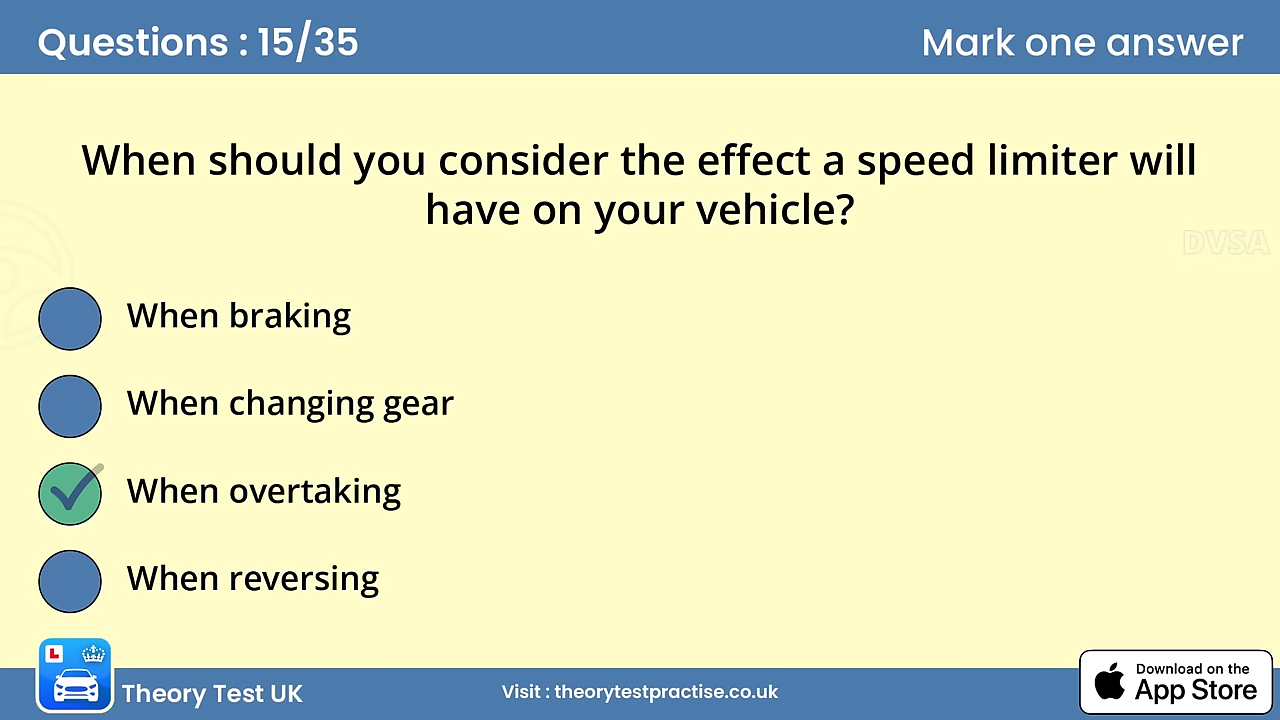 Questions : 15/35
Mark one answer
When should you consider the effect a speed limiter will
have on your vehicle?
DVSA
When braking
When changing gear
When overtaking
When reversing
L
Theory Test UK
Visit : theorytestpractise.co.uk
Download on the
App Store